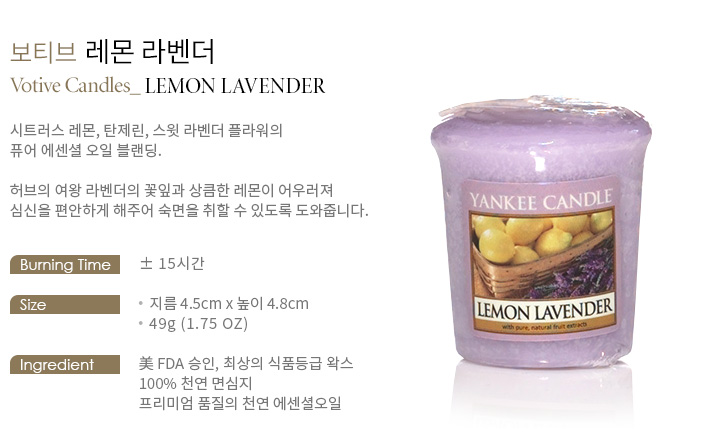 보티브 레몬 라벤더
Votive Candles_ LEMON LAVENDER
시트러스 레몬, 탄제린, 스윗 라벤더 플라워의
퓨어 에센셜 오일 블랜딩.
허브의 여왕 라벤더의 꽃잎과 상큼한 레몬이 어우러져
심신을 편안하게 해주어 숙면을 취할 수 있도록 도와줍니다.
Burning Time ± 15시간
Size • 지름 4.5cm x 높이 4.8cm
• 49g (1.75 OZ)
Ingredient 美 FDA 승인, 최상의 식품등급 왁스
100% 천연 면심지
프리미엄 품질의 천연 에센셜오일
YANKEE CANDLE
LEMON LAVENDER
with pure, natural fruit extracts